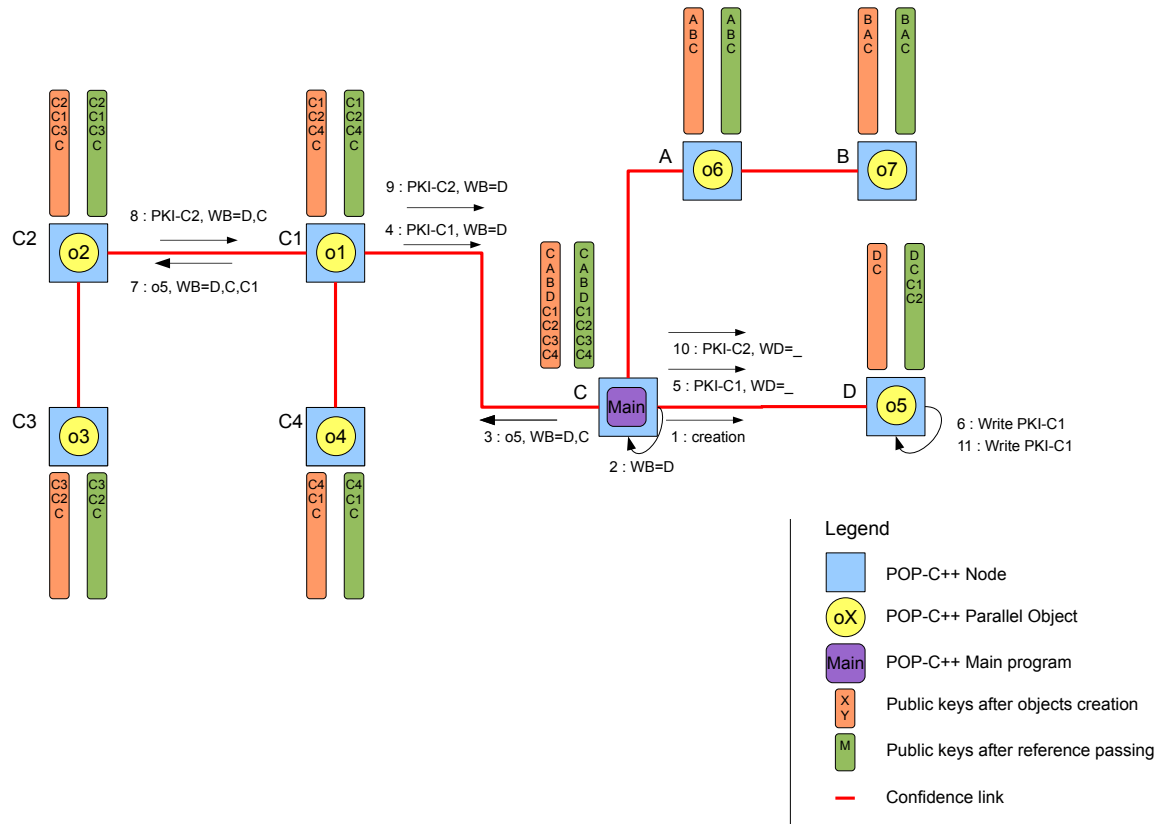 A
B
C
A
B
C
B
A
C
B
A
C
A
o6
B
o7
C2
C1
C3
C
C2
C1
C3
C
C1
C2
C4
C
C1
C2
C4
C
9 : PKI-C2, WB=D
8 : PKI-C2, WB=D,C
4 : PKI-C1, WB=D
C2
o2
C1
o1
7 : o5, WB=D,C,C1
C
A
B
D
C1
C2
C3
C4
C
A
B
D
C1
C2
C3
C4
D
C
D
C
C1
C2
10 : PKI-C2, WD=_
5 : PKI-C1, WD=_
C3
o3
C4
o4
C
Main
D
o5
3 : o5, WB=D,C
1 : creation
2 : WB=D
6 : Write PKI-C1
11 : Write PKI-C1
C3
C2
C
C3
C2
C
C4
C1
C
C4
C1
C
Legend
POP-C++ Node
oX
POP-C++ Parallel Object
Main
POP-C++ Main program
X
Y
Public keys after objects creation
M
Public keys after reference passing
Confidence link